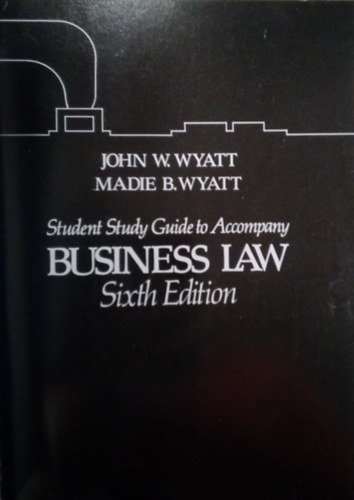 JOHN W. WYATT
MADIE B. WYATT
Student Study Guide to Accompany
BUSINESS LAW
Sixth Edition